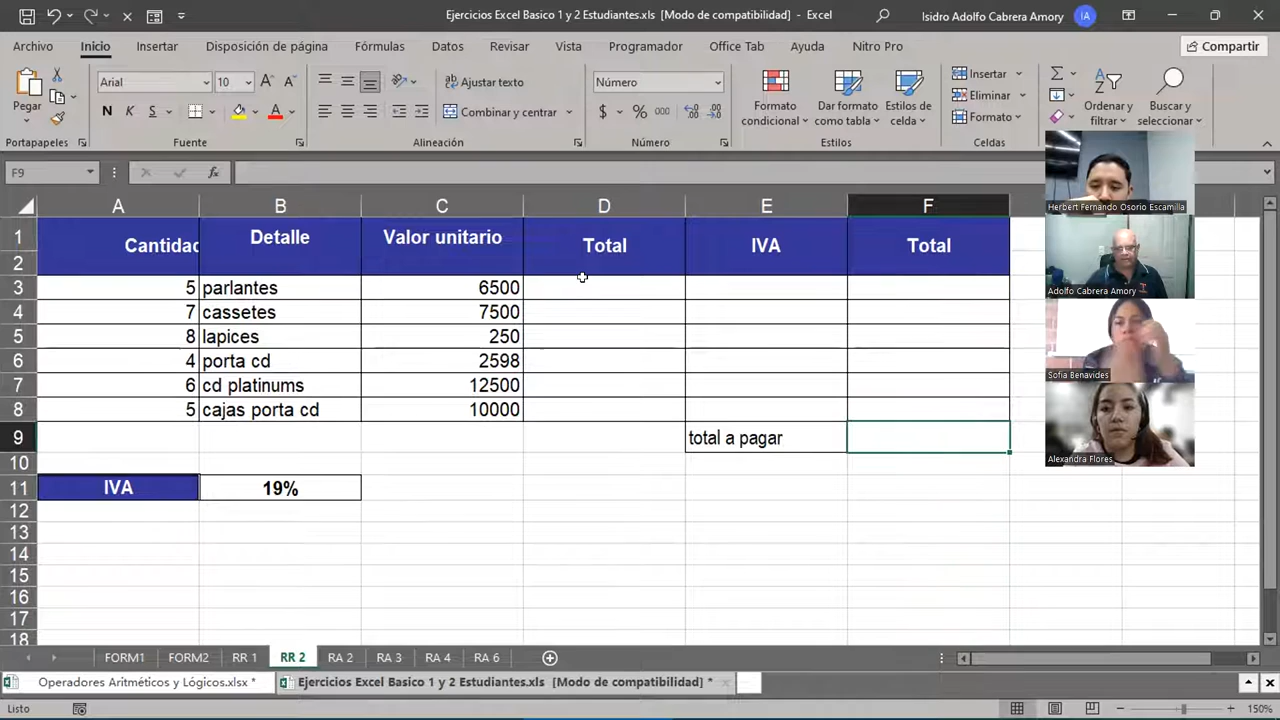 Ejercicios Excel Basico 1 y 2 Estudiantes.xls [Modo de compatibilidad] - Excel
Isidro Adolfo Cabrera Amory
IA
Archivo Inicio Insertar Disposición de página Fórmulas Datos Revisar Vista Programador Office Tab Ayuda Nitro Pro
Compartir
Pegar
Portapapeles
Arial 10
N K S
Fuente
Ajustar texto
Combinar y centrar
Alineación
Número
$ % 000
Número
Formato condicional
Dar formato como tabla
Estilos de celda
Estilos
Insertar
Eliminar
Formato
Celdas
Ordenar y filtrar
Buscar y seleccionar
F9
fx
A B C D E F
1 Cantidad Detalle Valor unitario Total IVA Total
2
3 5 parlantes 6500
4 7 cassetes 7500
5 8 lapices 250
6 4 porta cd 2598
7 6 cd platinums 12500
8 5 cajas porta cd 10000
9 total a pagar
10
11 IVA 19%
12
13
14
15
16
17
18
Herbert Fernando Osorio Escamilla
Adolfo Cabrera Amory
Sofia Benavides
Alexandra Flores
FORM1 FORM2 RR 1 RR 2 RA 2 RA 3 RA 4 RA 6
Operadores Aritméticos y Lógicos.xlsx *
Ejercicios Excel Basico 1 y 2 Estudiantes.xls [Modo de compatibilidad] *
Listo
150%